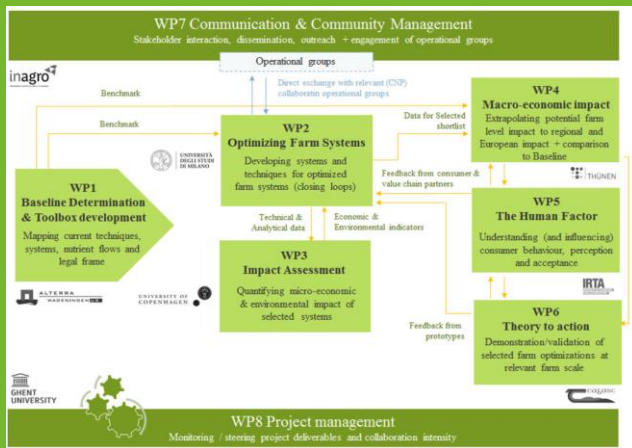 WP7 Communication & Community Management
Stakeholder interaction, dissemination, outreach + engagement of operational groups
inagro
Operational groups
Benchmark
Direct exchange with relevant (CNP)
collaboratin operational groups
WP4
Macro-economic impact
Extrapolating potential farm
level impact to regional and
European impact + comparison
to Baseline
Benchmark
WP2
Optimizing Farm Systems
Developing systems and
techniques for optimized
farm systems (closing loops)
Data for Selected
shortlist
UNIVERSITÀ
DEGLI STUDI
DI MILANO
Feedback from consumer &
value chain partners
THÜNEN
WP1
Baseline Determination
& Toolbox development
Mapping current techniques,
systems, nutrient flows and
legal frame
WP5
The Human Factor
Understanding (and influencing)
consumer behaviour, perception
and acceptance
Technical &
Analytical data
Economic &
Environmental indicators
WP3
Impact Assessment
Quantifying micro-economic
& environmental impact of
selected systems
ALTERRA
WAGENINGEN UR
UNIVERSITY OF
COPENHAGEN
IRTA
WP6
Theory to action
Demonstration/validation of
selected farm optimizations at
relevant farm scale
Feedback from
prototypes
teagasc
GHENT
UNIVERSITY
WP8 Project management
Monitoring / steering project deliverables and collaboration intensity